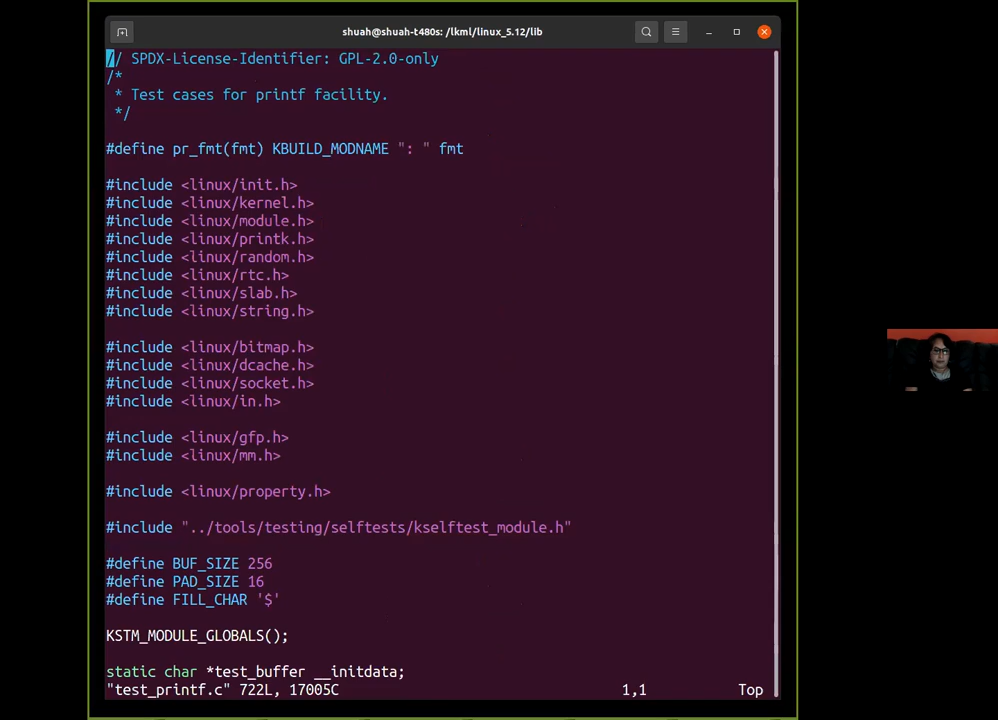 shuah@shuah-t480s: /lkml/linux_5.12/lib
// SPDX-License-Identifier: GPL-2.0-only
/*
 * Test cases for printf facility.
 */
#define pr_fmt(fmt) KBUILD_MODNAME ": " fmt
#include <linux/init.h>
#include <linux/kernel.h>
#include <linux/module.h>
#include <linux/printk.h>
#include <linux/random.h>
#include <linux/rtc.h>
#include <linux/slab.h>
#include <linux/string.h>
#include <linux/bitmap.h>
#include <linux/dcache.h>
#include <linux/socket.h>
#include <linux/in.h>
#include <linux/gfp.h>
#include <linux/mm.h>
#include <linux/property.h>
#include "../tools/testing/selftests/kselftest_module.h"
#define BUF_SIZE 256
#define PAD_SIZE 16
#define FILL_CHAR '$'
KSTM_MODULE_GLOBALS();
static char *test_buffer __initdata;
"test_printf.c" 722L, 17005C 1,1 Top